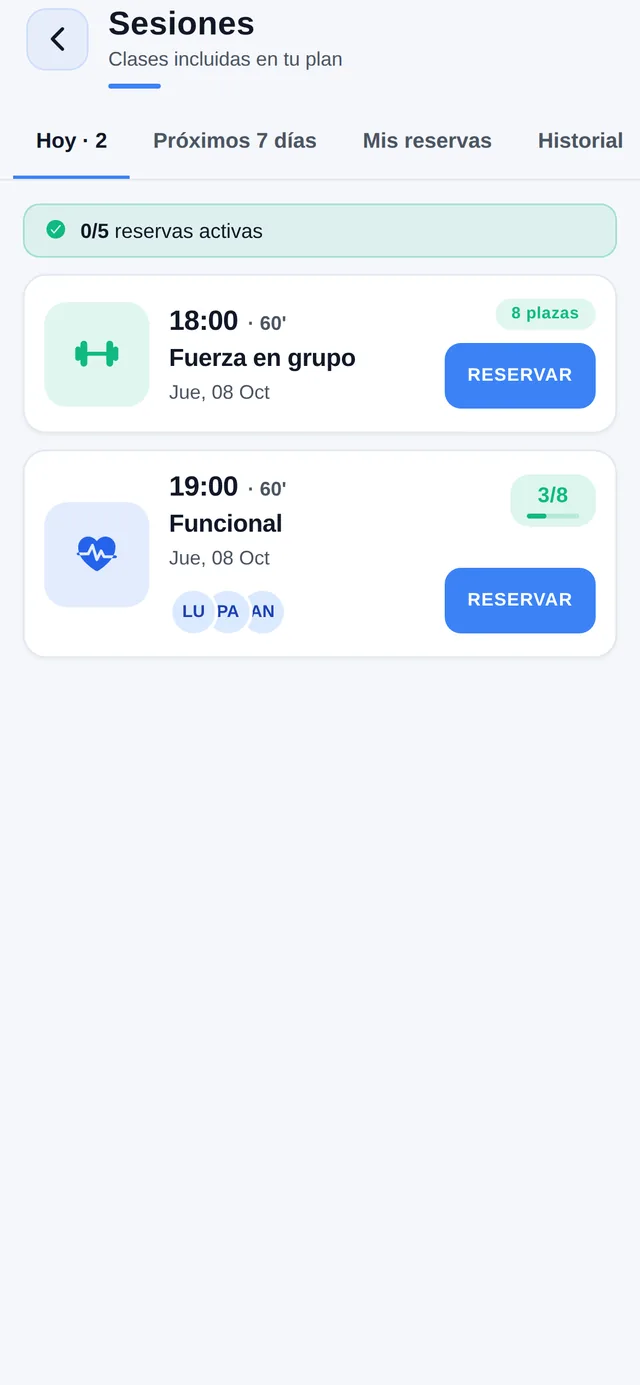 Sesiones
Clases incluidas en tu plan
Hoy · 2 Próximos 7 días Mis reservas Historial
0/5 reservas activas
18:00 · 60'
Fuerza en grupo
Jue, 08 Oct
8 plazas
RESERVAR
19:00 · 60'
Funcional
Jue, 08 Oct
LU PA AN
3/8
RESERVAR